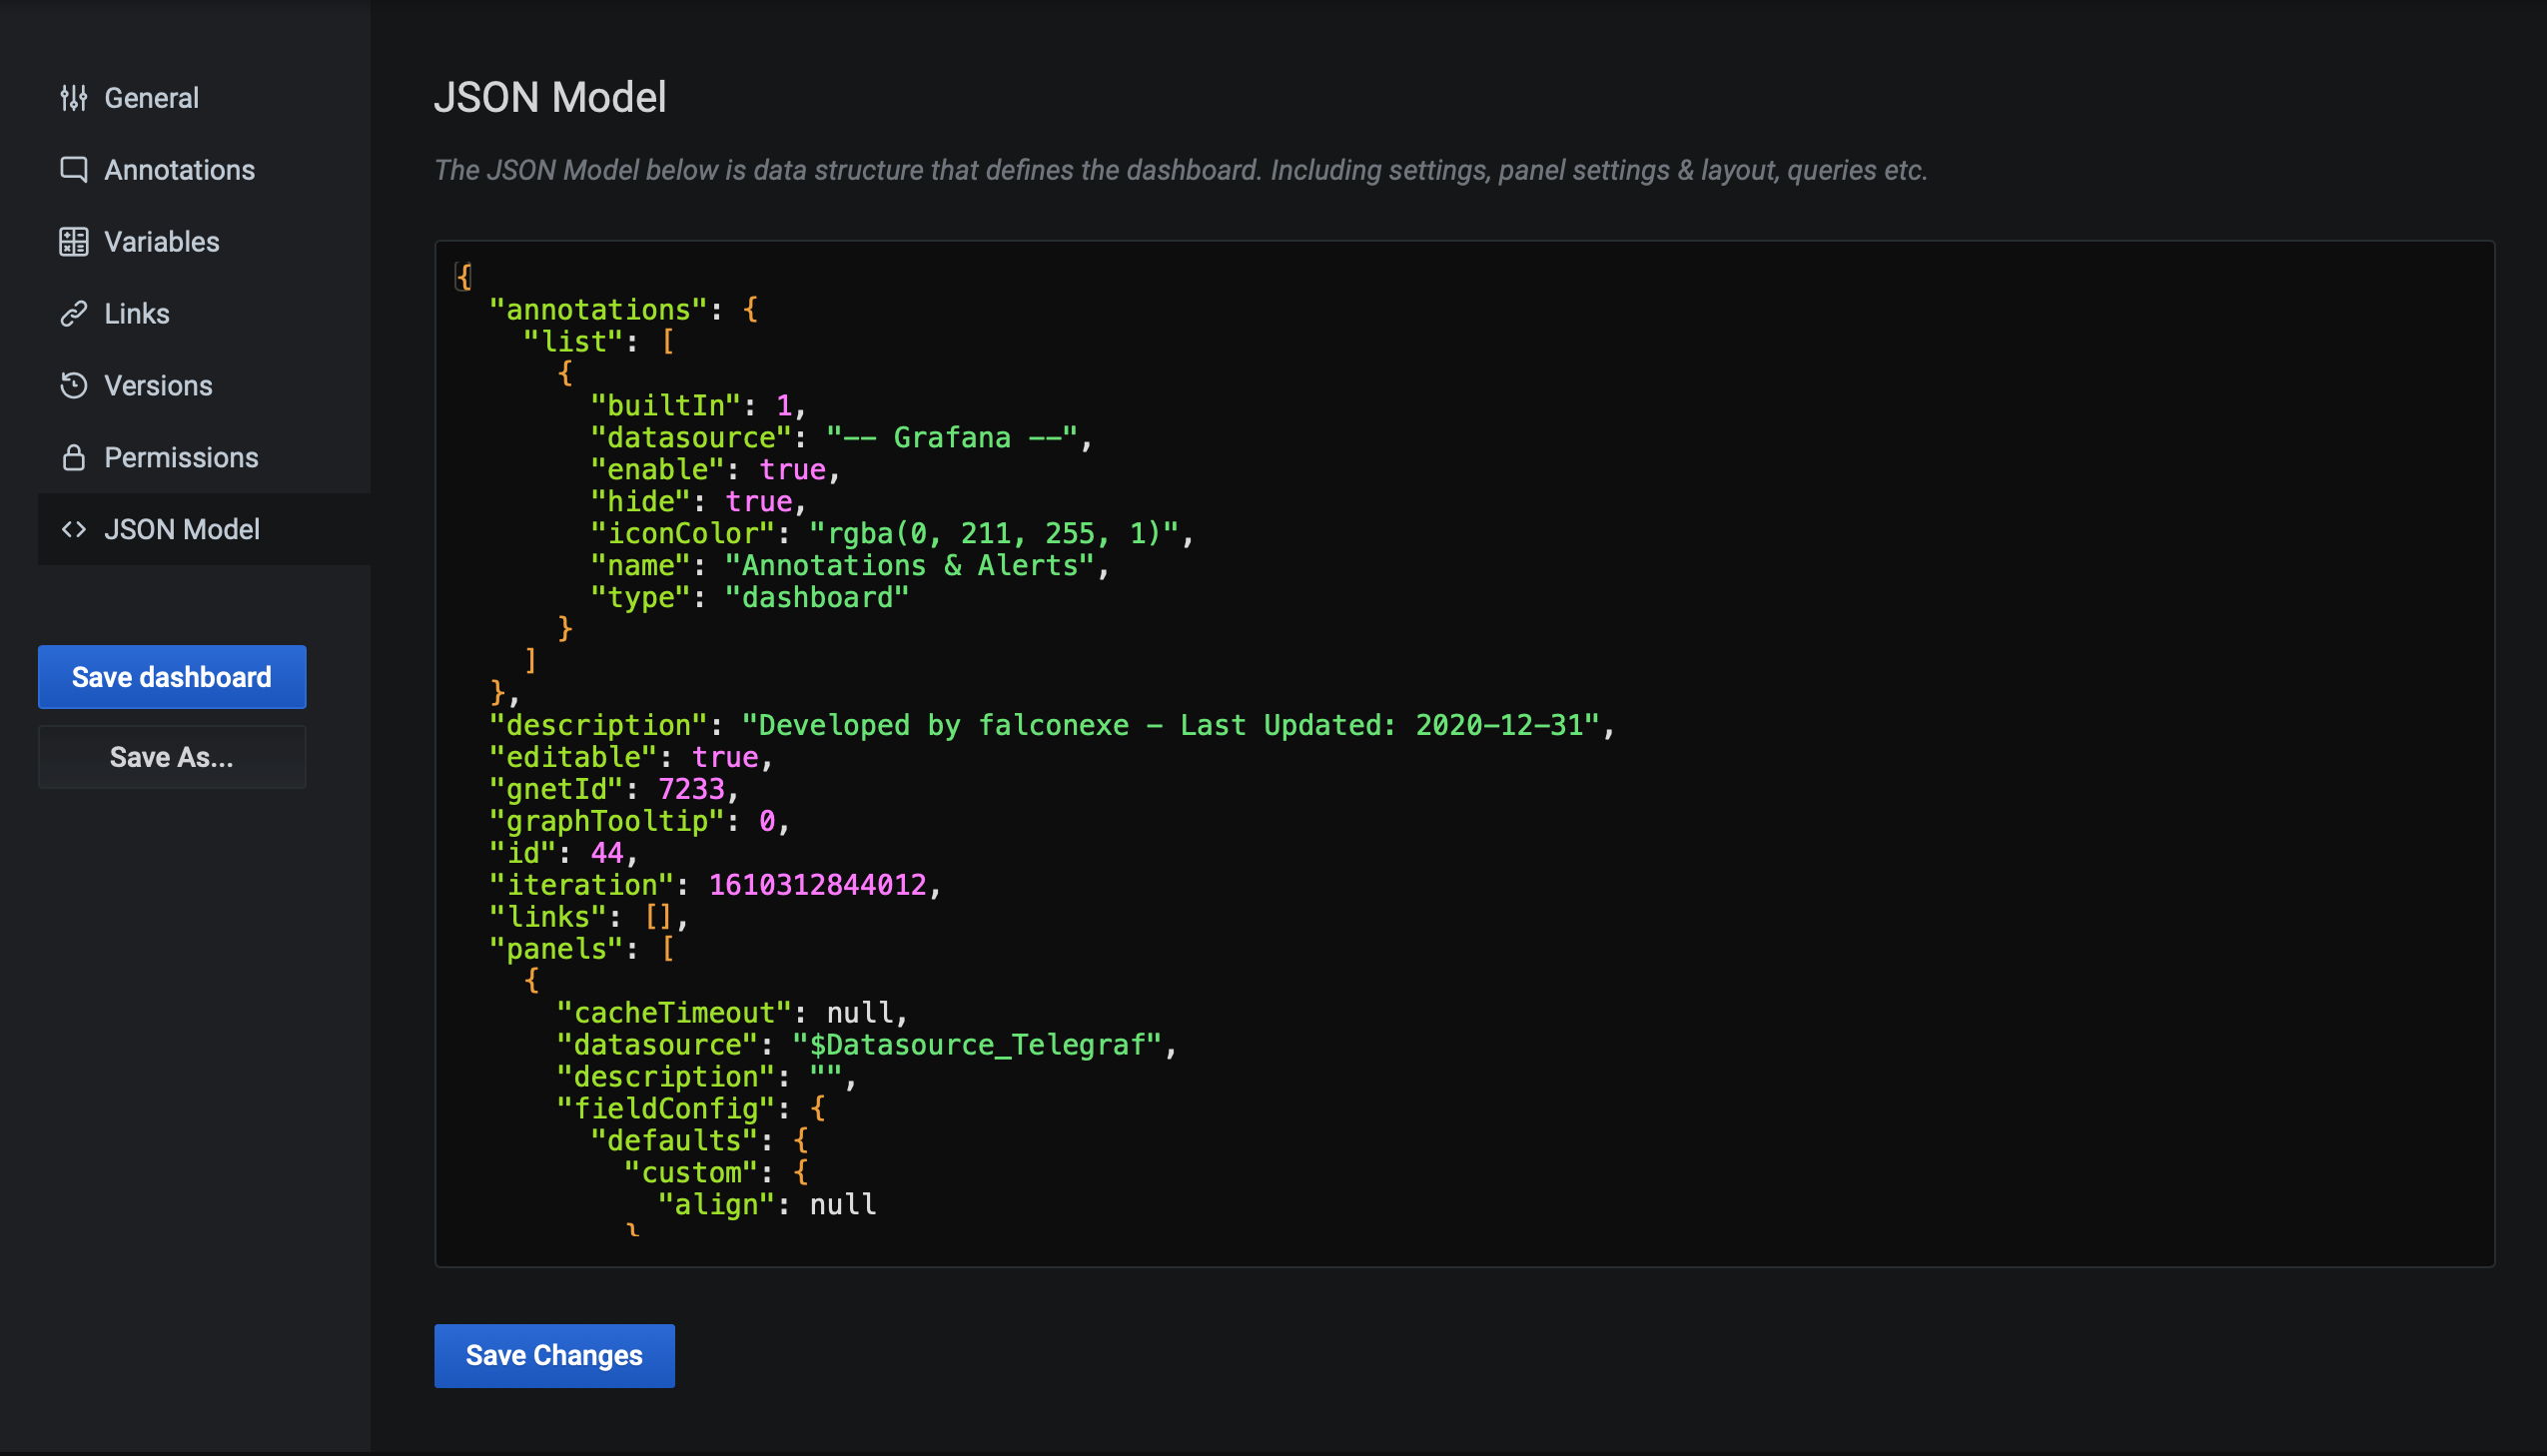 General
Annotations
Variables
Links
Versions
Permissions
JSON Model
Save dashboard
Save As...
JSON Model
The JSON Model below is data structure that defines the dashboard. Including settings, panel settings & layout, queries etc.
{
  "annotations": {
    "list": [
      {
        "builtIn": 1,
        "datasource": "-- Grafana --",
        "enable": true,
        "hide": true,
        "iconColor": "rgba(0, 211, 255, 1)",
        "name": "Annotations & Alerts",
        "type": "dashboard"
      }
    ]
  },
  "description": "Developed by falconexe - Last Updated: 2020-12-31",
  "editable": true,
  "gnetId": 7233,
  "graphTooltip": 0,
  "id": 44,
  "iteration": 1610312844012,
  "links": [],
  "panels": [
    {
      "cacheTimeout": null,
      "datasource": "$Datasource_Telegraf",
      "description": "",
      "fieldConfig": {
        "defaults": {
          "custom": {
            "align": null
          }
Save Changes